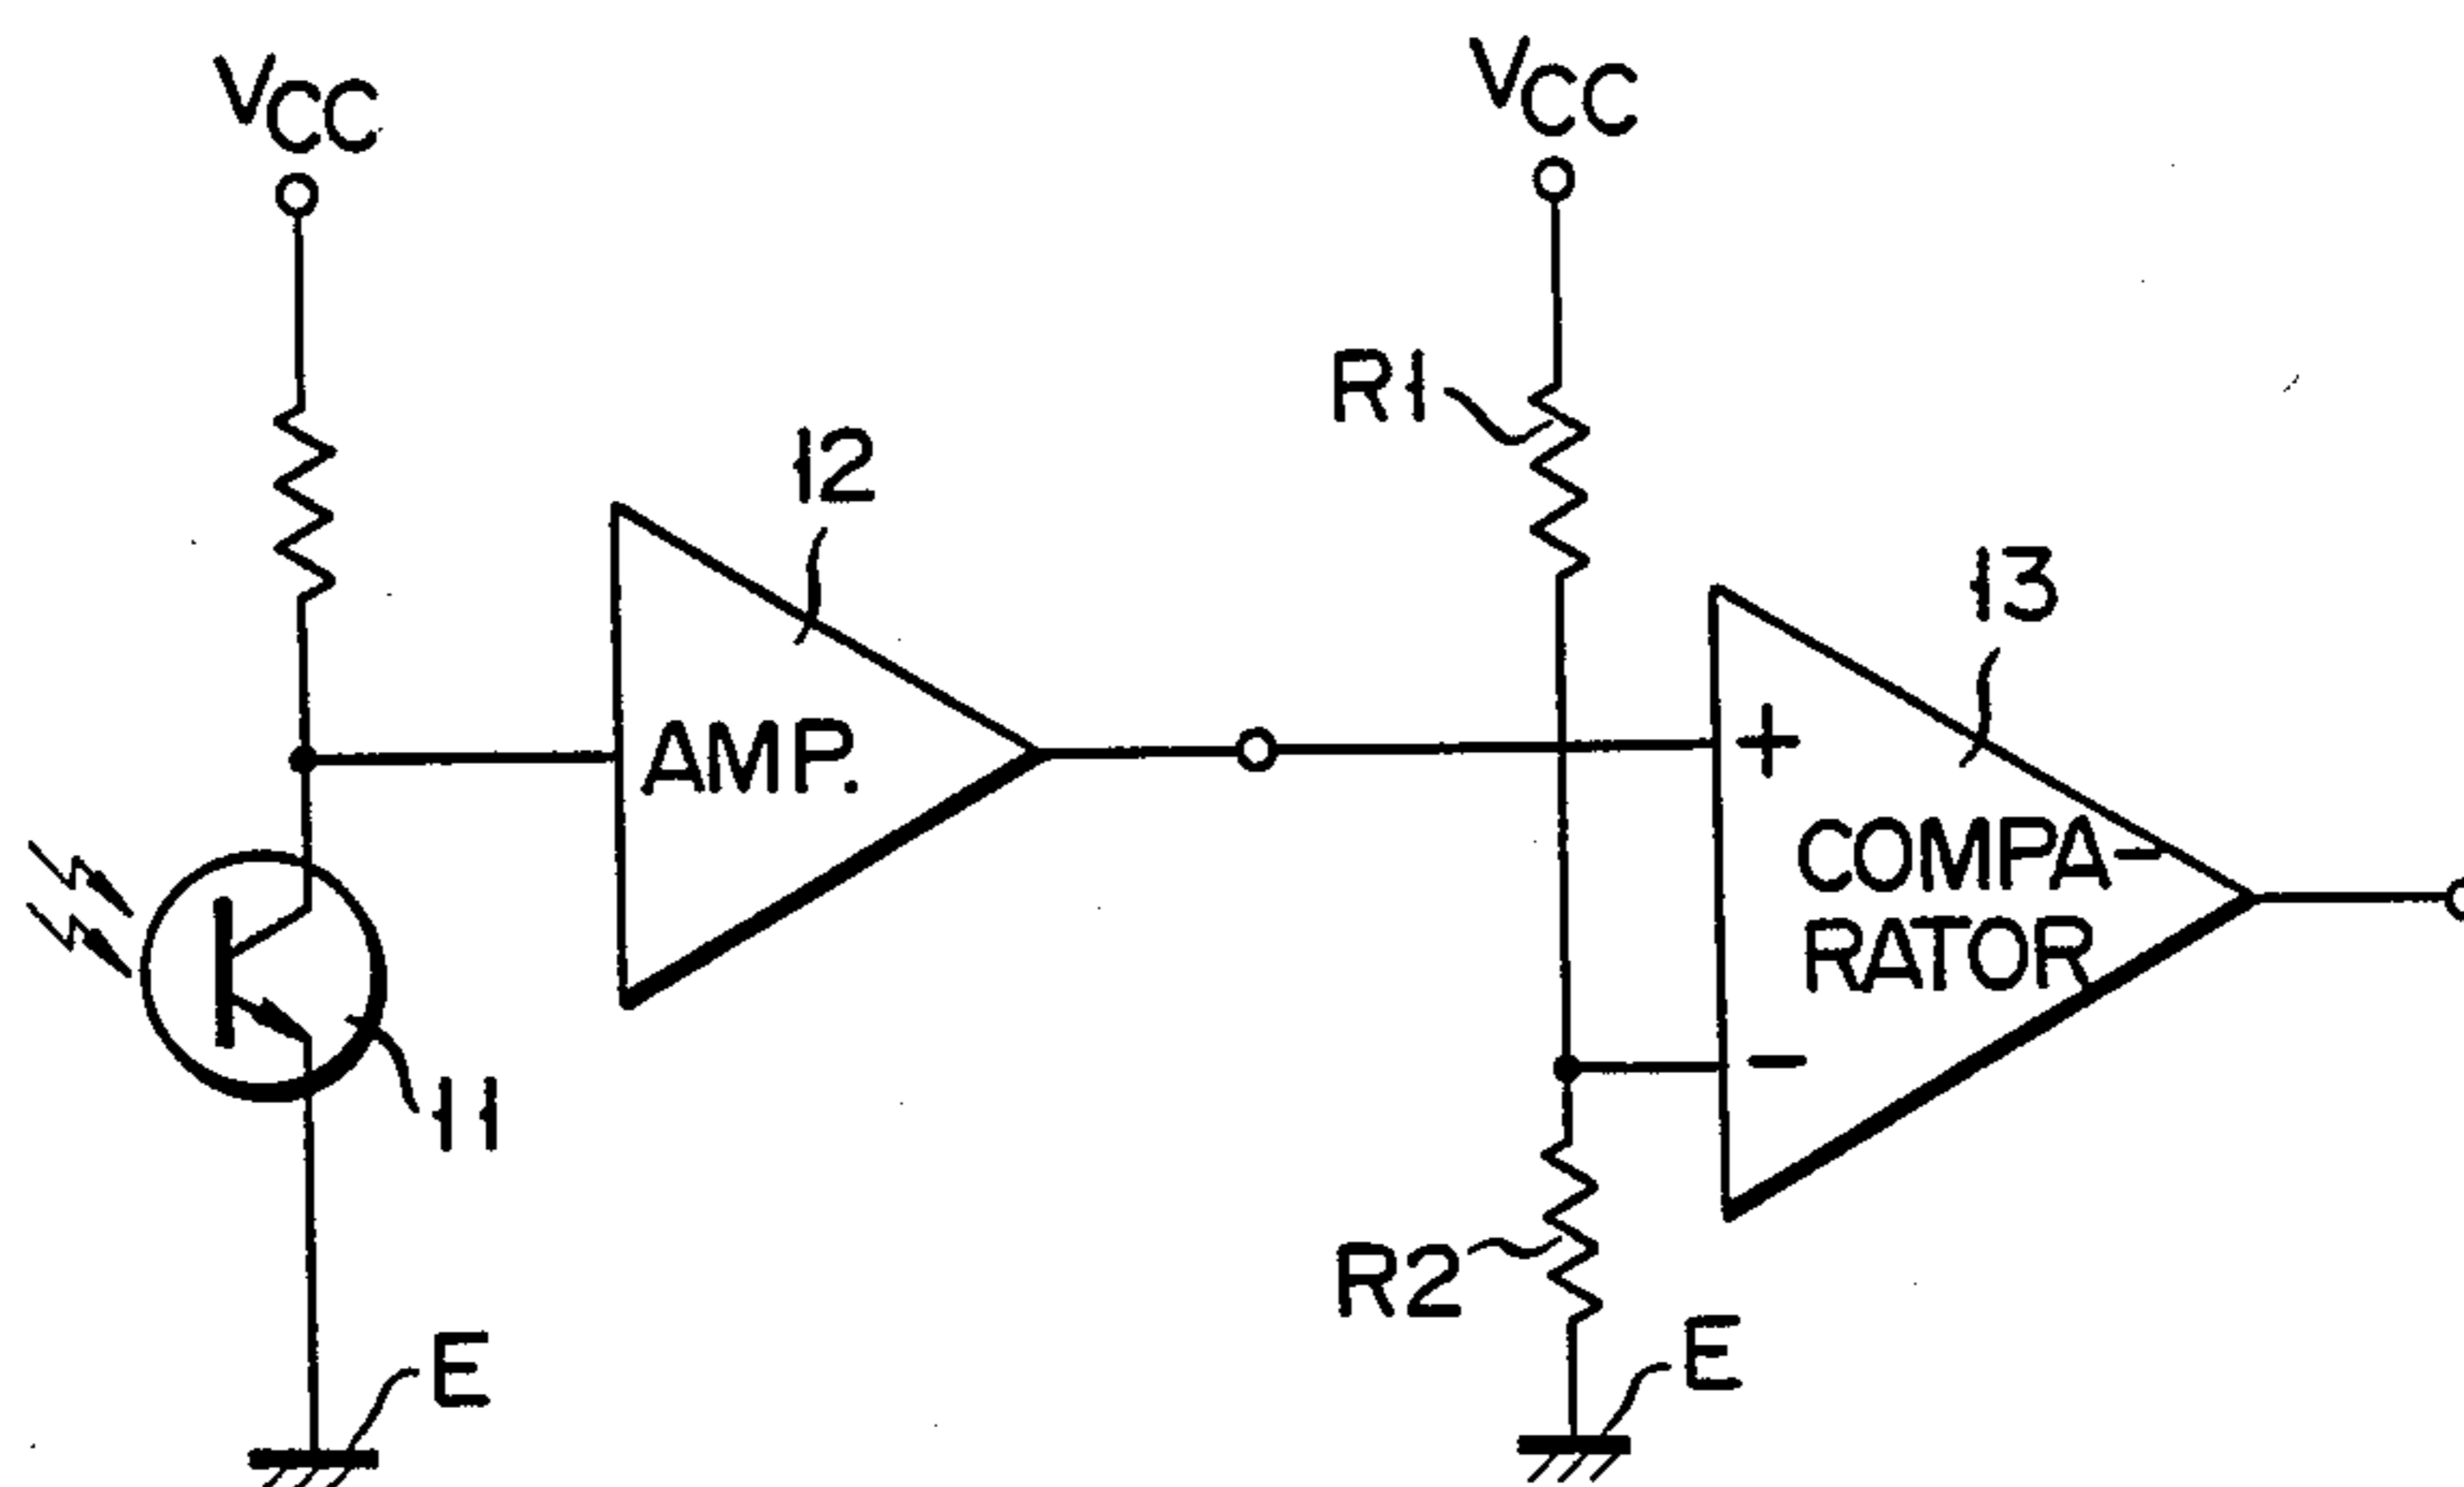 VCC
VCC
R1
12
13
AMP.
+
COMPA-
RATOR
-
11
R2
E
E